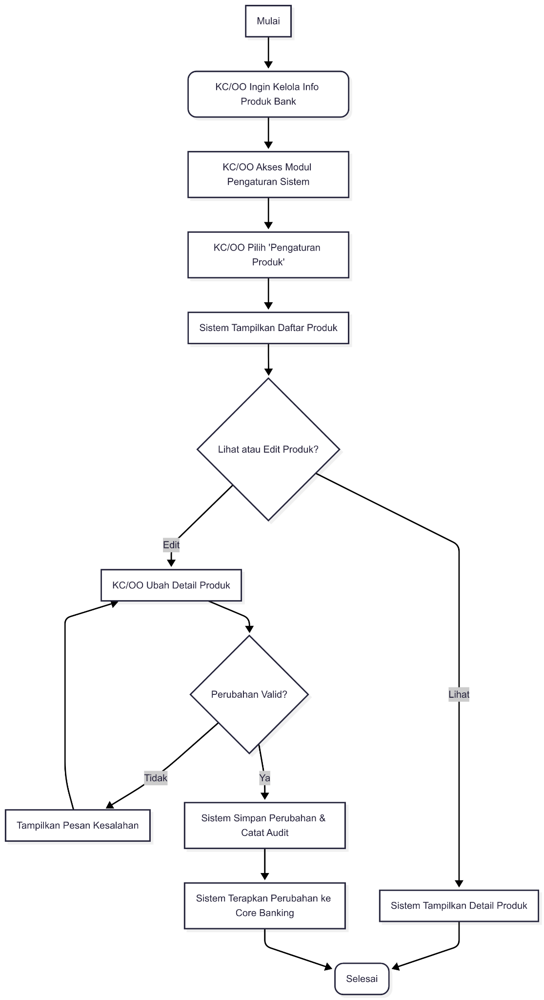 Mulai
KC/OO Ingin Kelola Info
Produk Bank
KC/OO Akses Modul
Pengaturan Sistem
KC/OO Pilih 'Pengaturan
Produk'
Sistem Tampilkan Daftar Produk
Lihat atau Edit Produk?
Edit
KC/OO Ubah Detail Produk
Perubahan Valid?
Lihat
Tidak
Ya
Tampilkan Pesan Kesalahan
Sistem Simpan Perubahan &
Catat Audit
Sistem Terapkan Perubahan ke
Core Banking
Sistem Tampilkan Detail Produk
Selesai